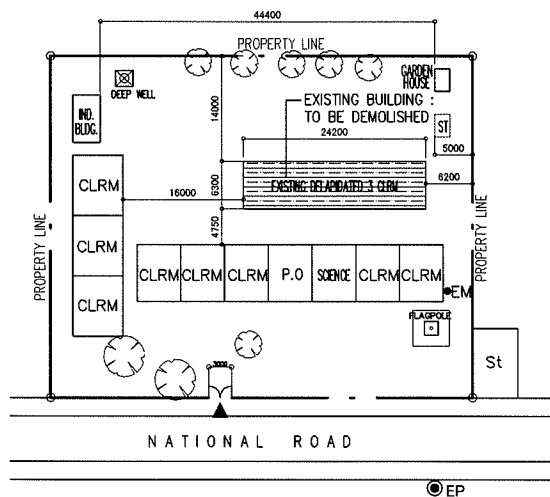 44400
PROPERTY LINE
DEEP WELL
GARDEN
HOUSE
IND.
BLDG.
14000
EXISTING BUILDING :
TO BE DEMOLISHED
ST
24200
5000
CLRM
16000
6300
EXISTING DELAPIDATED 3 CLRM
6200
PROPERTY LINE
CLRM
4750
PROPERTY LINE
CLRM
CLRM
CLRM
CLRM
P.O
SCIENCE
CLRM
CLRM
EM
FLAGPOLE
3000
St
NATIONAL ROAD
EP